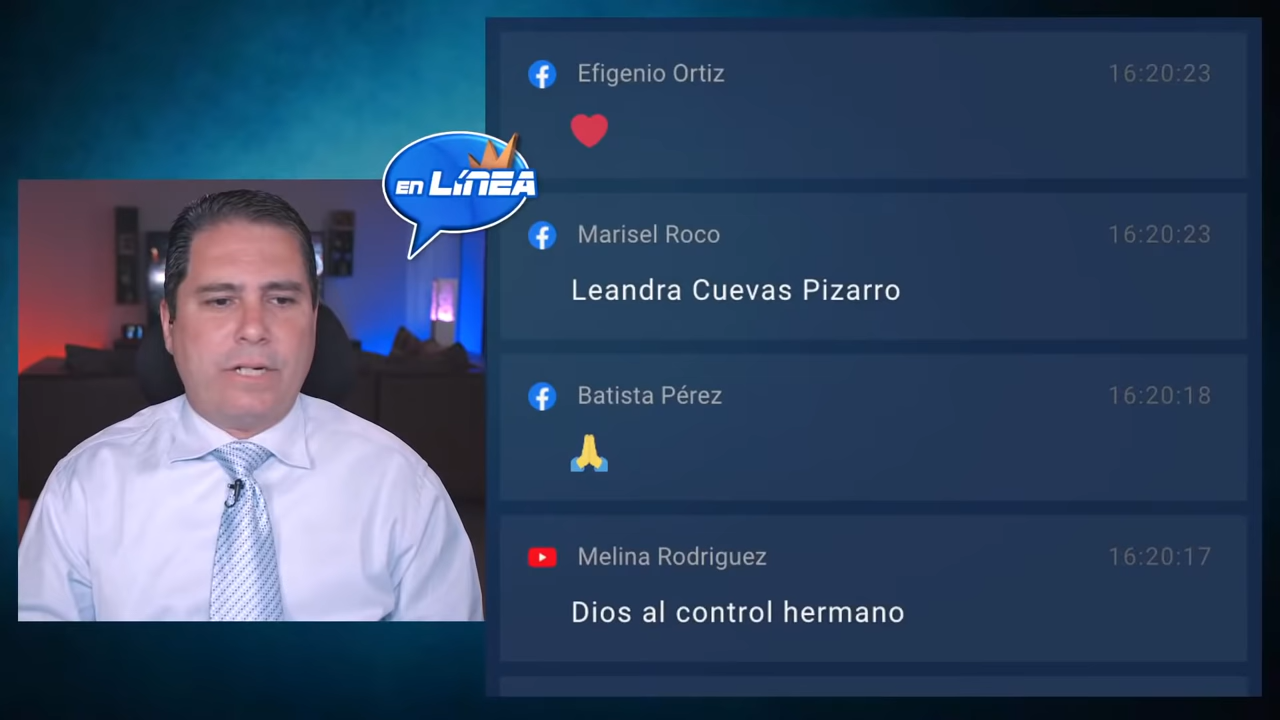 en LÍNEA
Efigenio Ortiz 16:20:23
❤️
Marisel Roco 16:20:23
Leandra Cuevas Pizarro
Batista Pérez 16:20:18
🙏
Melina Rodriguez 16:20:17
Dios al control hermano